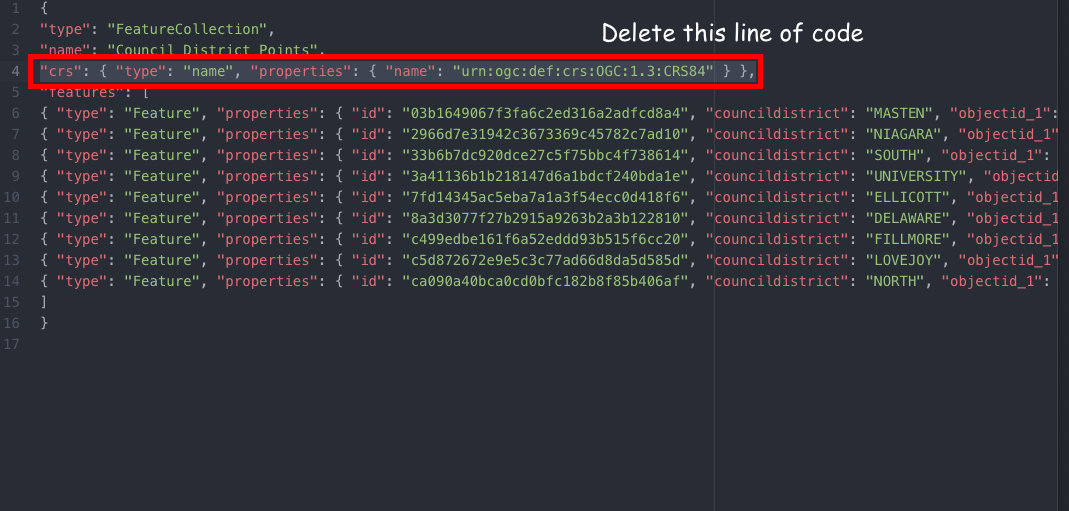 1 {
2 "type": "FeatureCollection",
Delete this line of code
3 "name": "Council District Points",
4 "crs": { "type": "name", "properties": { "name": "urn:ogc:def:crs:OGC:1.3:CRS84" } },
5 "features": [
6 { "type": "Feature", "properties": { "id": "03b1649067f3fa6c2ed316a2adfcd8a4", "councildistrict": "MASTEN", "objectid_1":
7 { "type": "Feature", "properties": { "id": "2966d7e31942c3673369c45782c7ad10", "councildistrict": "NIAGARA", "objectid_1"
8 { "type": "Feature", "properties": { "id": "33b6b7dc920dce27c5f75bbc4f738614", "councildistrict": "SOUTH", "objectid_1":
9 { "type": "Feature", "properties": { "id": "3a41136b1b218147d6a1bdcf240bda1e", "councildistrict": "UNIVERSITY", "objectid
10 { "type": "Feature", "properties": { "id": "7fd14345ac5eba7a1a3f54ecc0d418f6", "councildistrict": "ELLICOTT", "objectid_1
11 { "type": "Feature", "properties": { "id": "8a3d3077f27b2915a9263b2a3b122810", "councildistrict": "DELAWARE", "objectid_1
12 { "type": "Feature", "properties": { "id": "c499edbe161f6a52eddd93b515f6cc20", "councildistrict": "FILLMORE", "objectid_1
13 { "type": "Feature", "properties": { "id": "c5d872672e9e5c3c77ad66d8da5d585d", "councildistrict": "LOVEJOY", "objectid_1"
14 { "type": "Feature", "properties": { "id": "ca090a40bca0cd0bfc182b8f85b406af", "councildistrict": "NORTH", "objectid_1":
15 ]
16 }
17